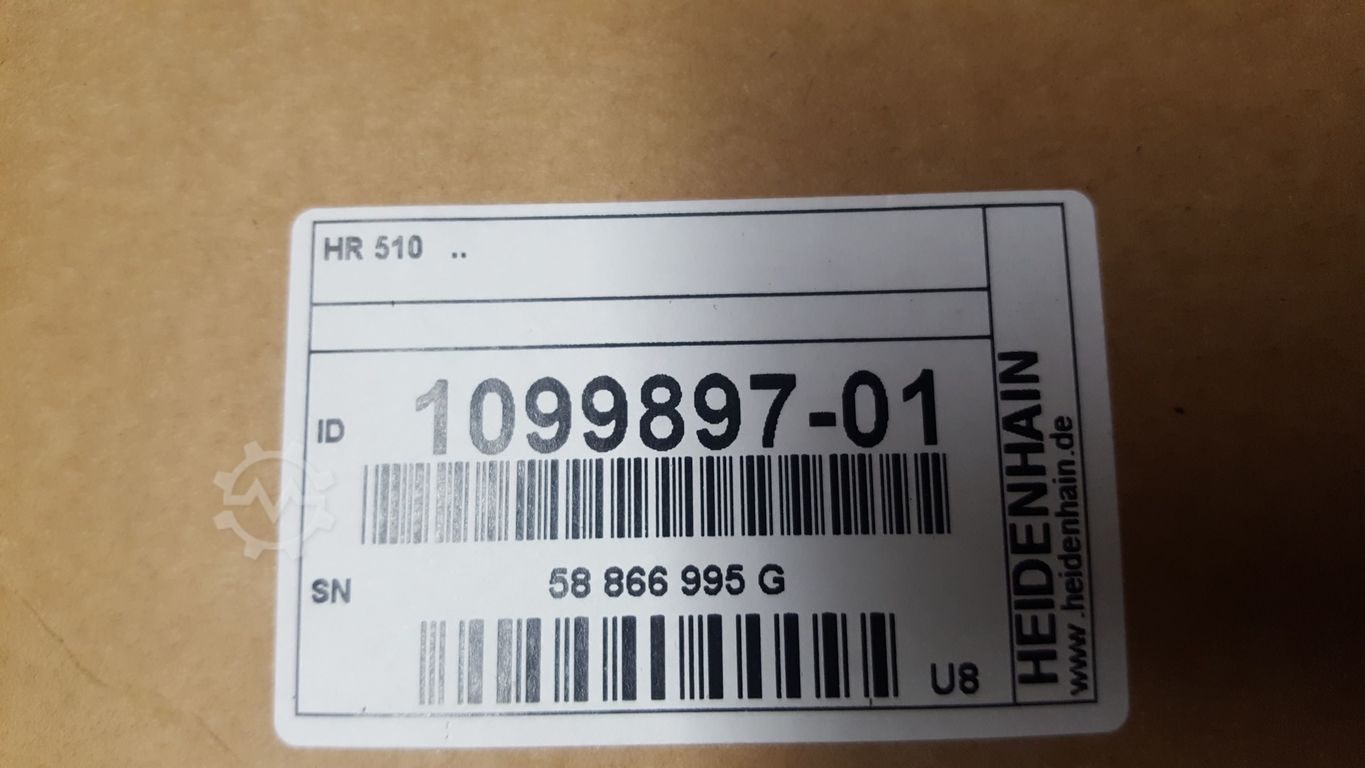 HR 510 ..
ID 1099897-01
SN 58 866 995 G
U8
HEIDENHAIN
www.heidenhain.de